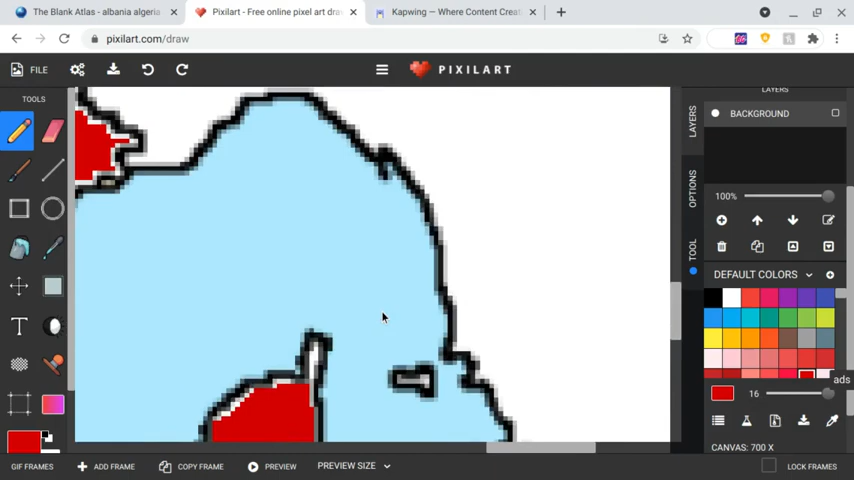 The Blank Atlas - albania algeria
Pixilart - Free online pixel art dra
Kapwing — Where Content Creat
pixilart.com/draw
FILE
PIXILART
TOOLS
LAYERS
LAYERS
BACKGROUND
OPTIONS
100%
TOOL
DEFAULT COLORS
ads
16
CANVAS: 700 X
GIF FRAMES
ADD FRAME
COPY FRAME
PREVIEW
PREVIEW SIZE
LOCK FRAMES